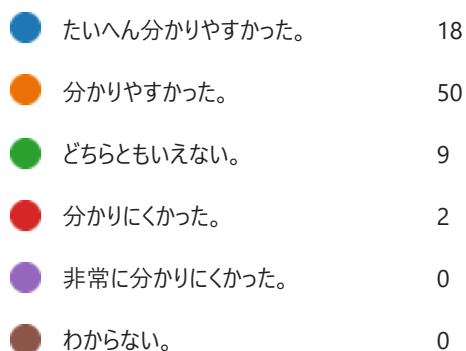 たいへん分かりやすかった。 18
分かりやすかった。 50
どちらともいえない。 9
分かりにくかった。 2
非常に分かりにくかった。 0
わからない。 0